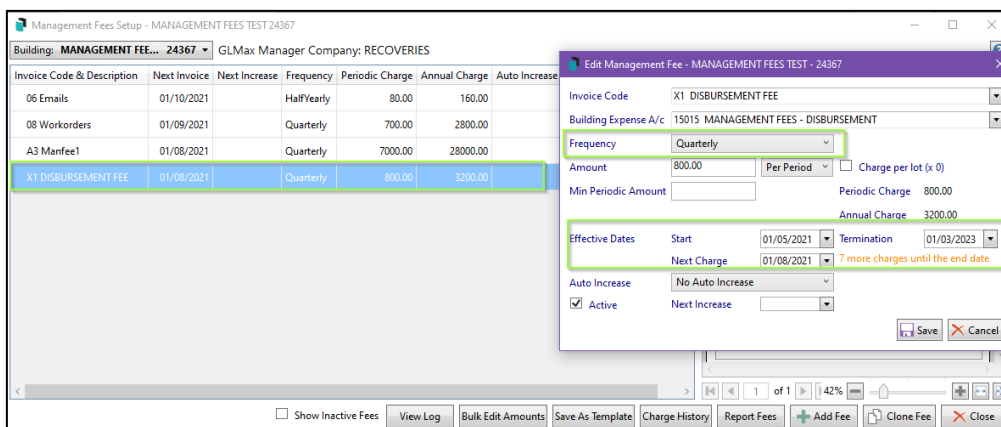 Management Fees Setup - MANAGEMENT FEES TEST 24367
Building: MANAGEMENT FEE... 24367 GLMax Manager Company: RECOVERIES
Invoice Code & Description Next Invoice Next Increase Frequency Periodic Charge Annual Charge Auto Increase
06 Emails 01/10/2021 HalfYearly 80.00 160.00
08 Workorders 01/09/2021 Quarterly 700.00 2800.00
A3 Manfee1 01/08/2021 Quarterly 7000.00 28000.00
X1 DISBURSEMENT FEE 01/08/2021 Quarterly 800.00 3200.00
Edit Management Fee - MANAGEMENT FEES TEST - 24367
Invoice Code X1 DISBURSEMENT FEE
Building Expense A/c 15015 MANAGEMENT FEES - DISBURSEMENT
Frequency Quarterly
Amount 800.00 Per Period Charge per lot (x 0)
Min Periodic Amount Periodic Charge 800.00
Annual Charge 3200.00
Effective Dates Start 01/05/2021 Termination 01/03/2023
Next Charge 01/08/2021 7 more charges until the end date
Auto Increase No Auto Increase
Active Next Increase
Save Cancel
1 of 1 142%
Show Inactive Fees View Log Bulk Edit Amounts Save As Template Charge History Report Fees Add Fee Clone Fee Close